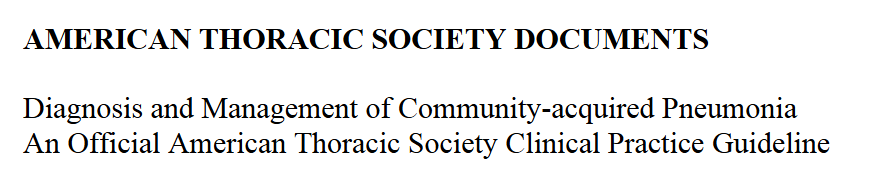 AMERICAN THORACIC SOCIETY DOCUMENTS
Diagnosis and Management of Community-acquired Pneumonia
An Official American Thoracic Society Clinical Practice Guideline